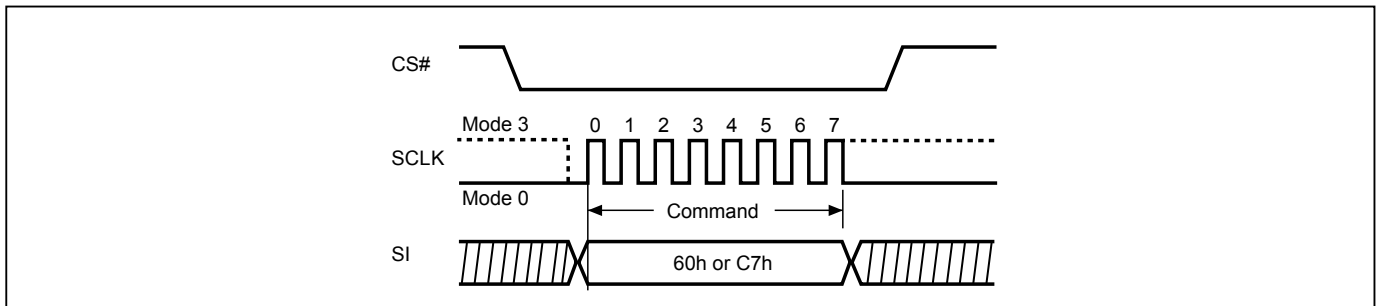 CS#
Mode 3
0 1 2 3 4 5 6 7
SCLK
Mode 0
Command
SI
60h or C7h